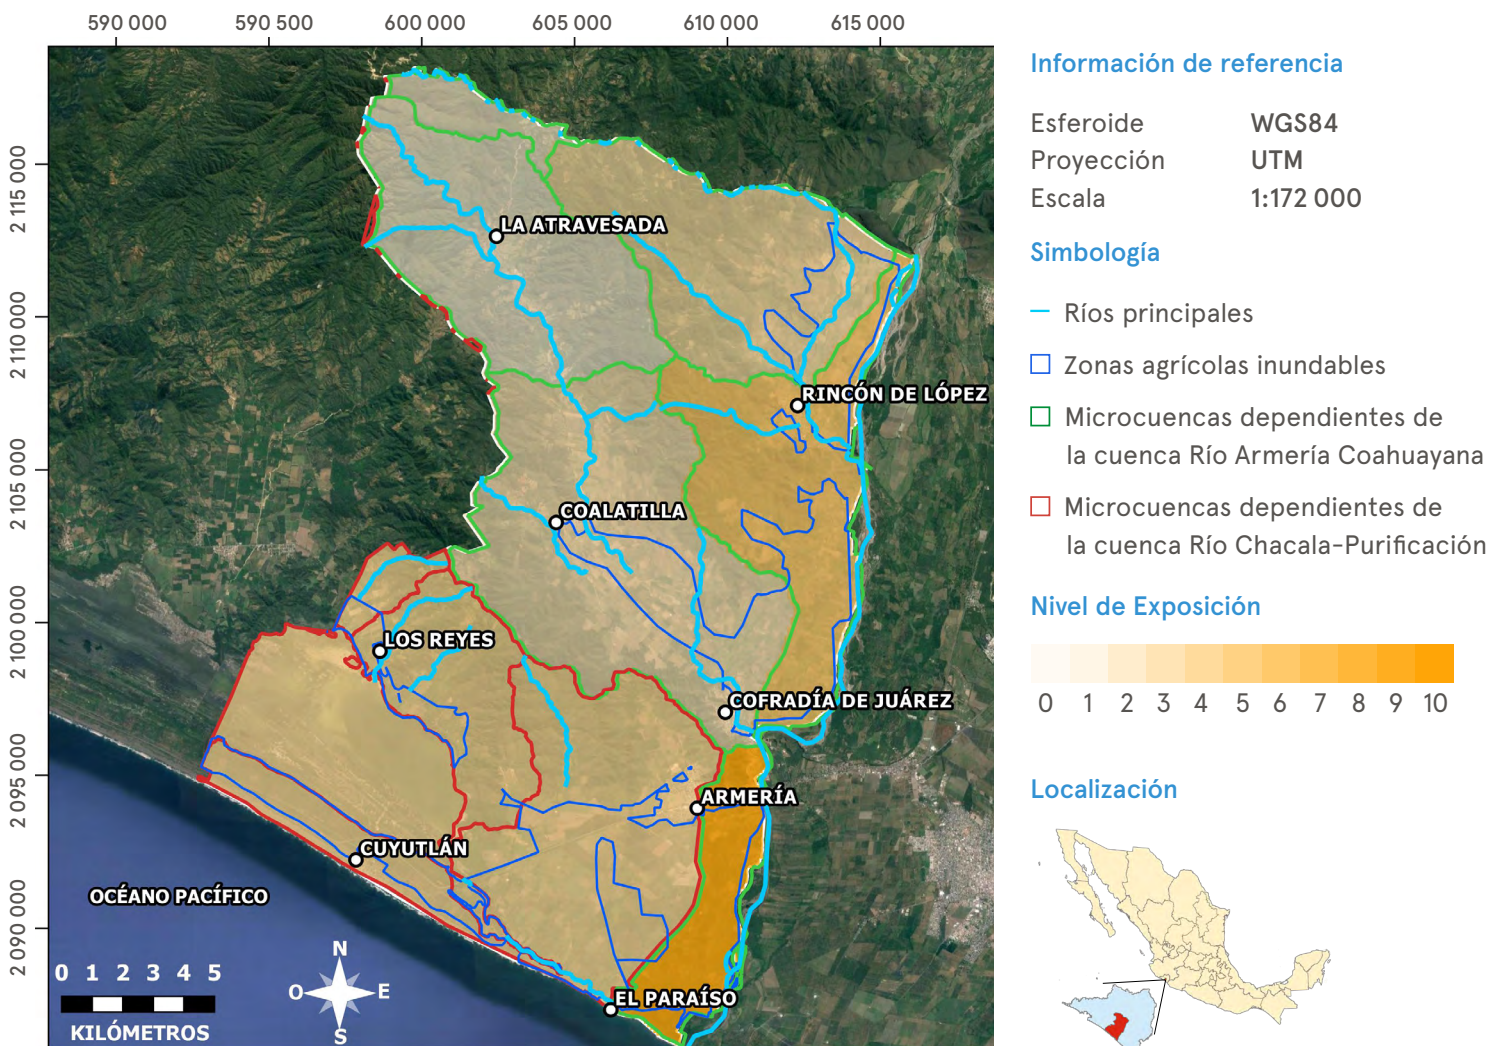 590 000
590 500
600 000
605 000
610 000
615 000
2 115 000
2 110 000
2 105 000
2 100 000
2 095 000
2 090 000
LA ATRAVESADA
RINCÓN DE LÓPEZ
COALATILLA
LOS REYES
COFRADÍA DE JUÁREZ
ARMERÍA
CUYUTLÁN
OCÉANO PACÍFICO
EL PARAÍSO
N
O
E
S
0 1 2 3 4 5
KILÓMETROS
Información de referencia
Esferoide WGS84
Proyección UTM
Escala 1:172 000
Simbología
Ríos principales
Zonas agrícolas inundables
Microcuencas dependientes de
la cuenca Río Armería Coahuayana
Microcuencas dependientes de
la cuenca Río Chacala-Purificación
Nivel de Exposición
0 1 2 3 4 5 6 7 8 9 10
Localización